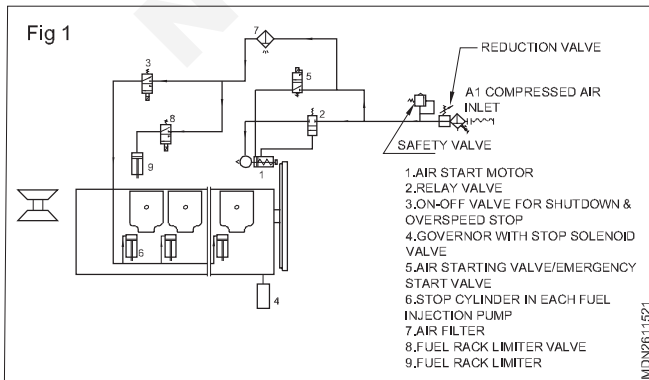 Fig 1
REDUCTION VALVE
A1 COMPRESSED AIR
INLET
SAFETY VALVE
7
3
5
2
8
9
1
6
4
1.AIR START MOTOR
2.RELAY VALVE
3.ON-OFF VALVE FOR SHUTDOWN &
OVERSPEED STOP
4.GOVERNOR WITH STOP SOLENOID
VALVE
5.AIR STARTING VALVE/EMERGENCY
START VALVE
6.STOP CYLINDER IN EACH FUEL
INJECTION PUMP
7.AIR FILTER
8.FUEL RACK LIMITER VALVE
9.FUEL RACK LIMITER
MDN2611521